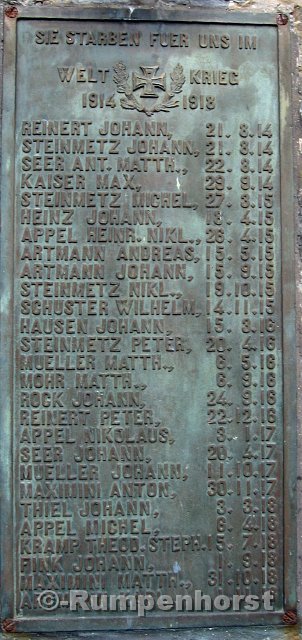 SIE STARBEN FUER UNS IM
WELT KRIEG
1914 1918
REINERT JOHANN, 21. 8.14
STEINMETZ JOHANN, 21. 8.14
SEER ANT. MATTH., 22. 8.14
KAISER MAX, 29. 9.14
STEINMETZ MICHEL, 27. 3.15
HEINZ JOHANN, 13. 4.15
APPEL HEINR. NIKL., 26. 4.15
ARTMANN ANDREAS, 15. 5.15
ARTMANN JOHANN, 15. 9.15
STEINMETZ NIKL., 19.10.15
SCHUSTER WILHELM, 14.11.15
HAUSEN JOHANN, 15. 3.16
STEINMETZ PETER, 20. 4.16
MUELLER MATTH., 6. 5.16
MOHR MATTH., 6. 9.16
ROCK JOHANN, 24. 9.16
REINERT PETER, 22.12.16
APPEL NIKOLAUS, 3. 1.17
SEER JOHANN, 20. 4.17
MUELLER JOHANN, 11.10.17
MAXIMINI ANTON, 30.11.17
THIEL JOHANN, 3. 3.18
APPEL MICHEL, 6. 4.18
KRAMP THEOD. STEPH. 15. 7.18
FINK JOHANN, 1. 9.18
MAXIMINI MATTH., 31.10.18
©-Rumpenhorst